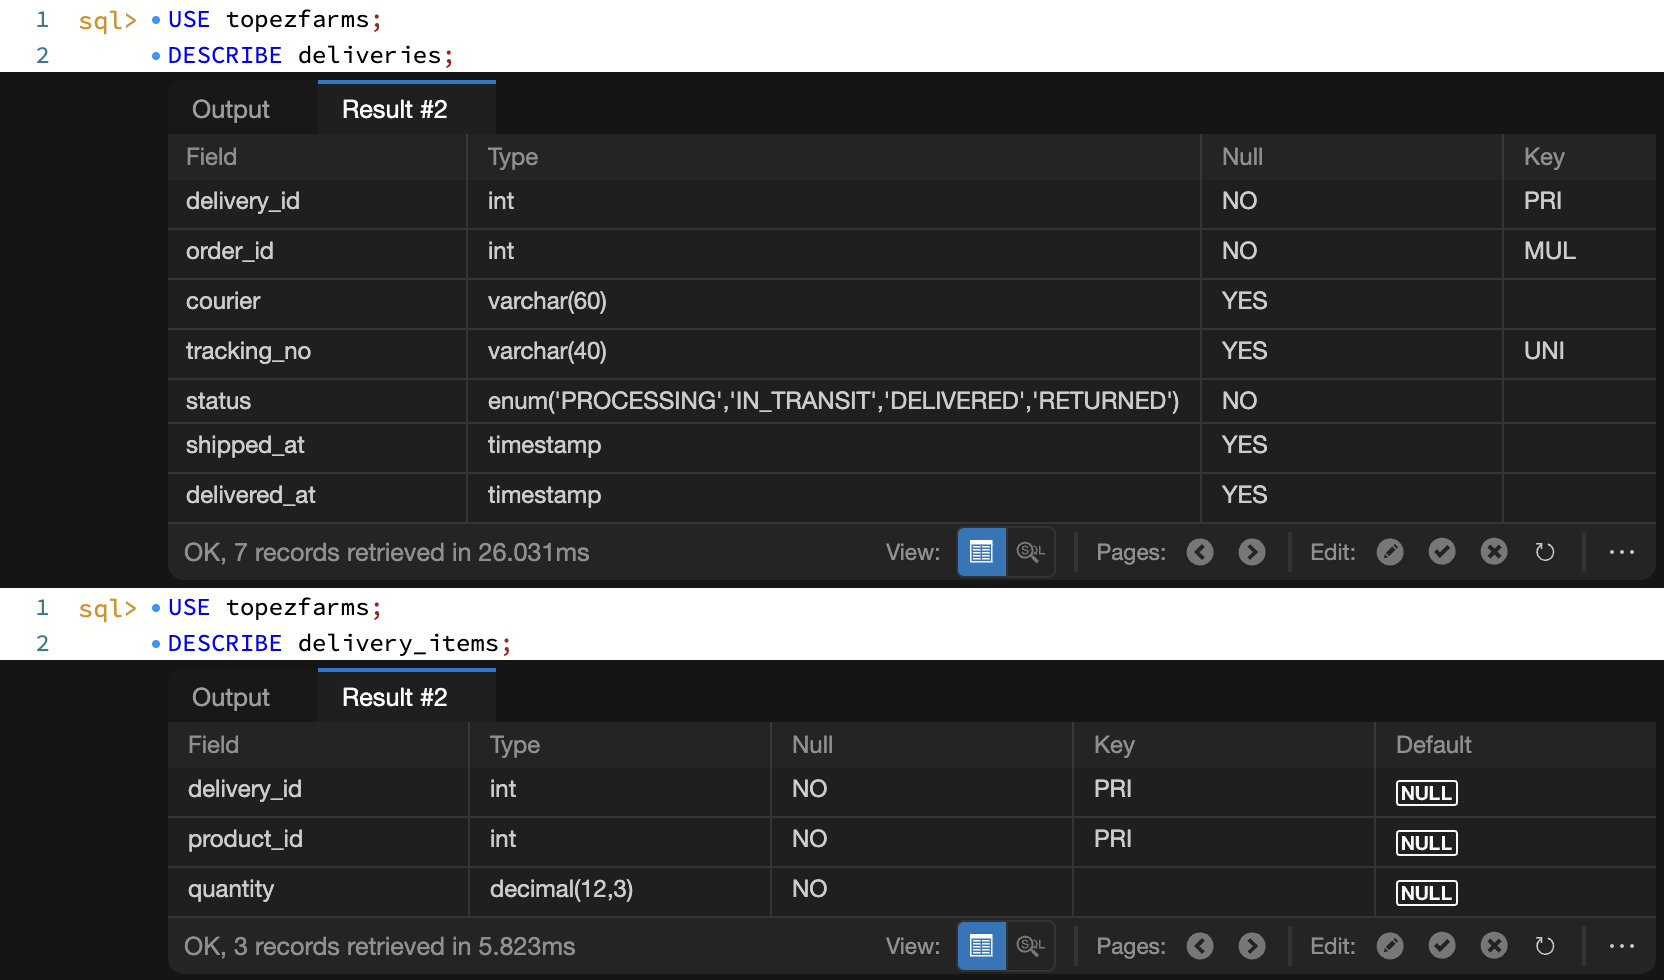 1 sql> USE topezfarms;
2 DESCRIBE deliveries;
Output Result #2
Field Type Null Key
delivery_id int NO PRI
order_id int NO MUL
courier varchar(60) YES
tracking_no varchar(40) YES UNI
status enum('PROCESSING','IN_TRANSIT','DELIVERED','RETURNED') NO
shipped_at timestamp YES
delivered_at timestamp YES
OK, 7 records retrieved in 26.031ms View: SQL Pages: Edit: ...
1 sql> USE topezfarms;
2 DESCRIBE delivery_items;
Output Result #2
Field Type Null Key Default
delivery_id int NO PRI NULL
product_id int NO PRI NULL
quantity decimal(12,3) NO NULL
OK, 3 records retrieved in 5.823ms View: SQL Pages: Edit: ...